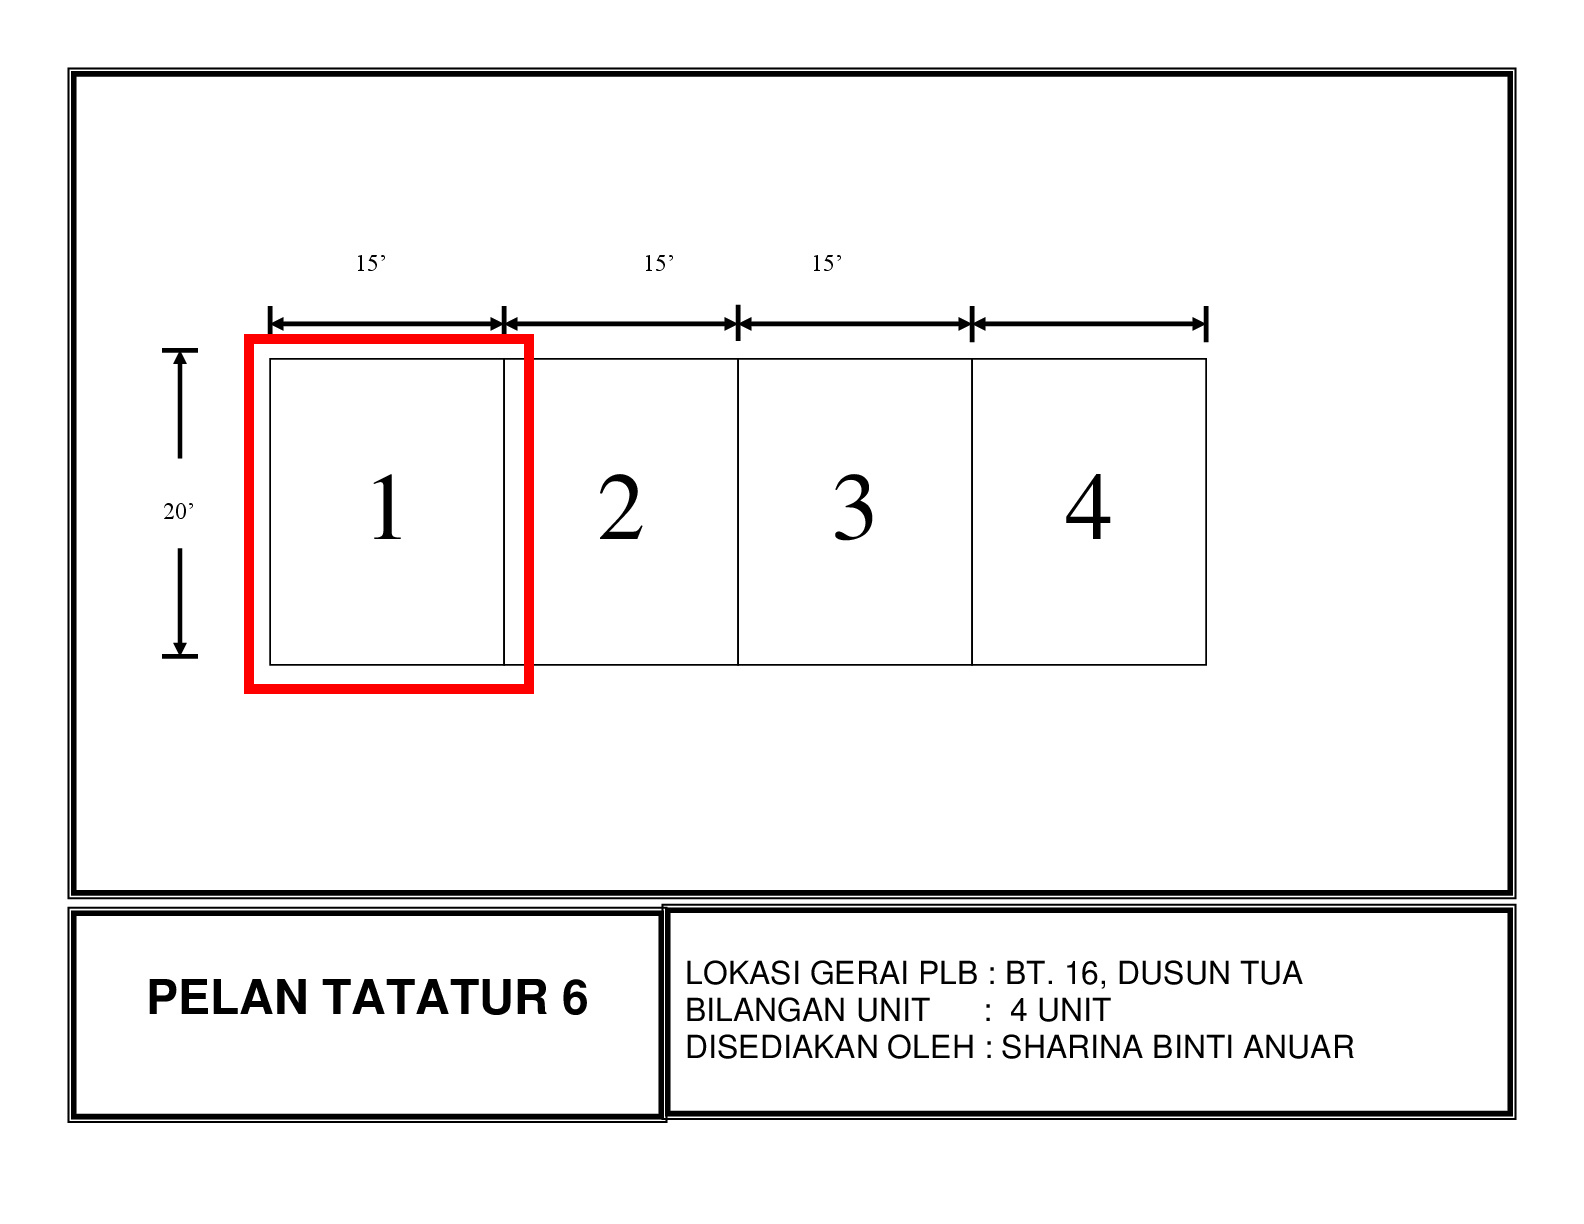 15’ 15’ 15’
20’
1 2 3 4
PELAN TATATUR 6
LOKASI GERAI PLB : BT. 16, DUSUN TUA
BILANGAN UNIT : 4 UNIT
DISEDIAKAN OLEH : SHARINA BINTI ANUAR